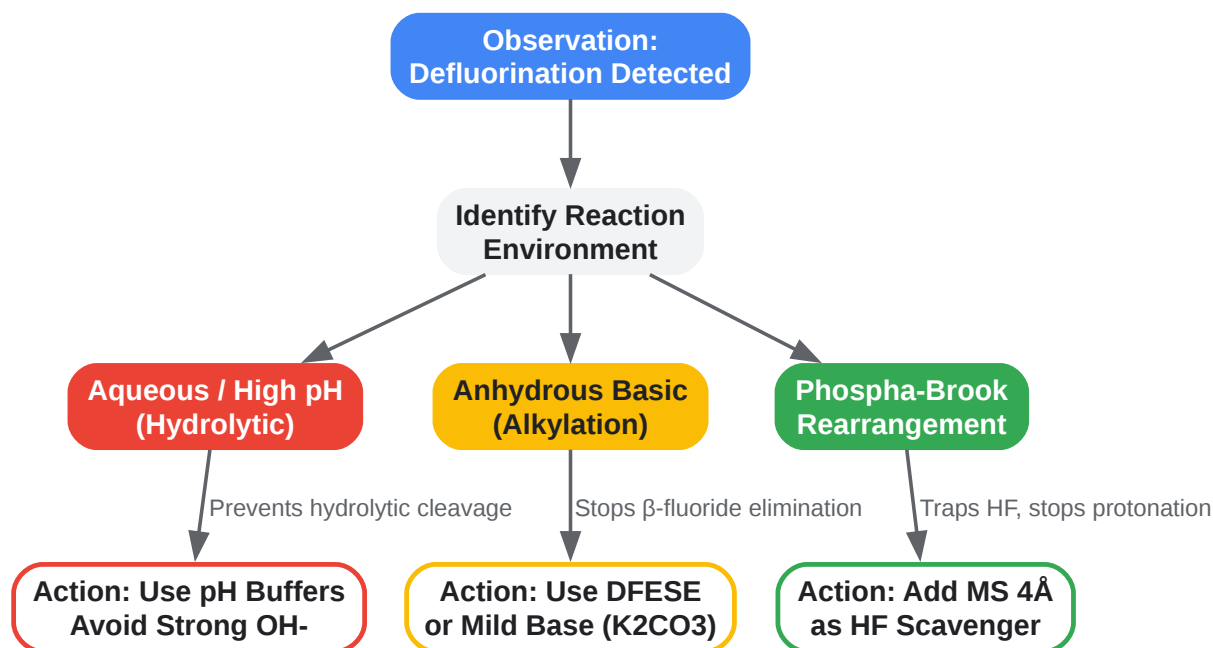 Observation:
Defluorination Detected
Identify Reaction
Environment
Aqueous / High pH
(Hydrolytic)
Anhydrous Basic
(Alkylation)
Phospha-Brook
Rearrangement
Prevents hydrolytic cleavage
Stops β-fluoride elimination
Traps HF, stops protonation
Action: Use pH Buffers
Avoid Strong OH-
Action: Use DFESE
or Mild Base (K2CO3)
Action: Add MS 4Å
as HF Scavenger